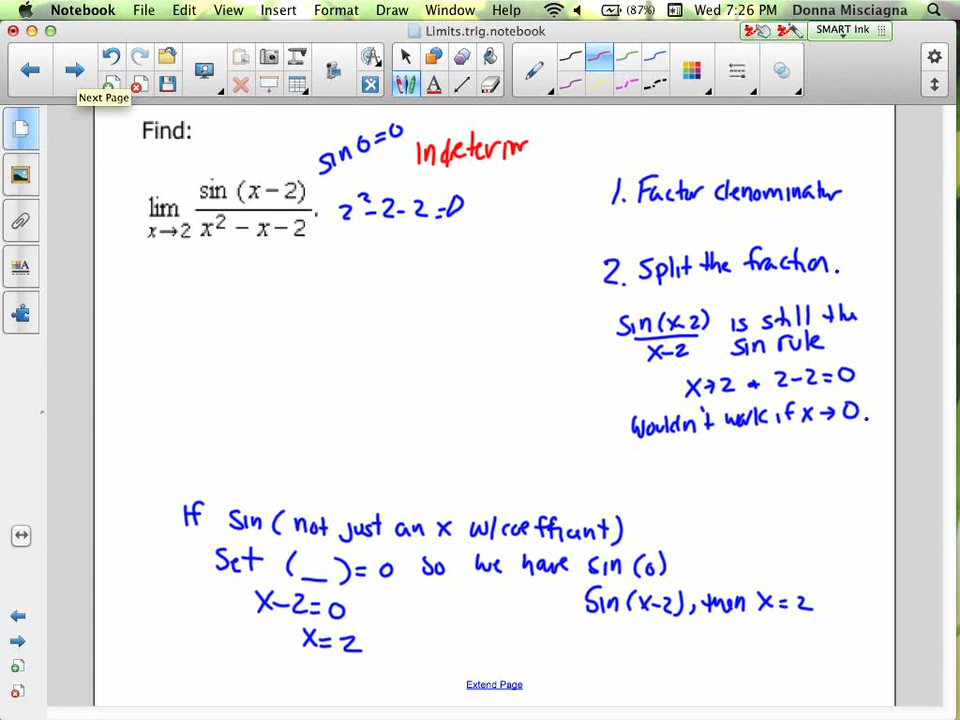 Notebook File Edit View Insert Format Draw Window Help (87%) Wed 7:26 PM Donna Misciagna
Limits.trig.notebook
SMART Ink
Next Page
Find:
sin 0=0
Indeterm
lim x→2 sin (x−2) / x² − x − 2 .
2²-2-2=0
1. Factor denominator
2. Split the fraction.
sin(x-2) is still the
x-2 sin rule
x→2 + 2-2=0
Wouldn't work if x→0.
If sin(not just an x w/coefficient)
Set (__)=0 so we have sin(0)
x-2=0
sin(x-2), then x=2
x=2
Extend Page